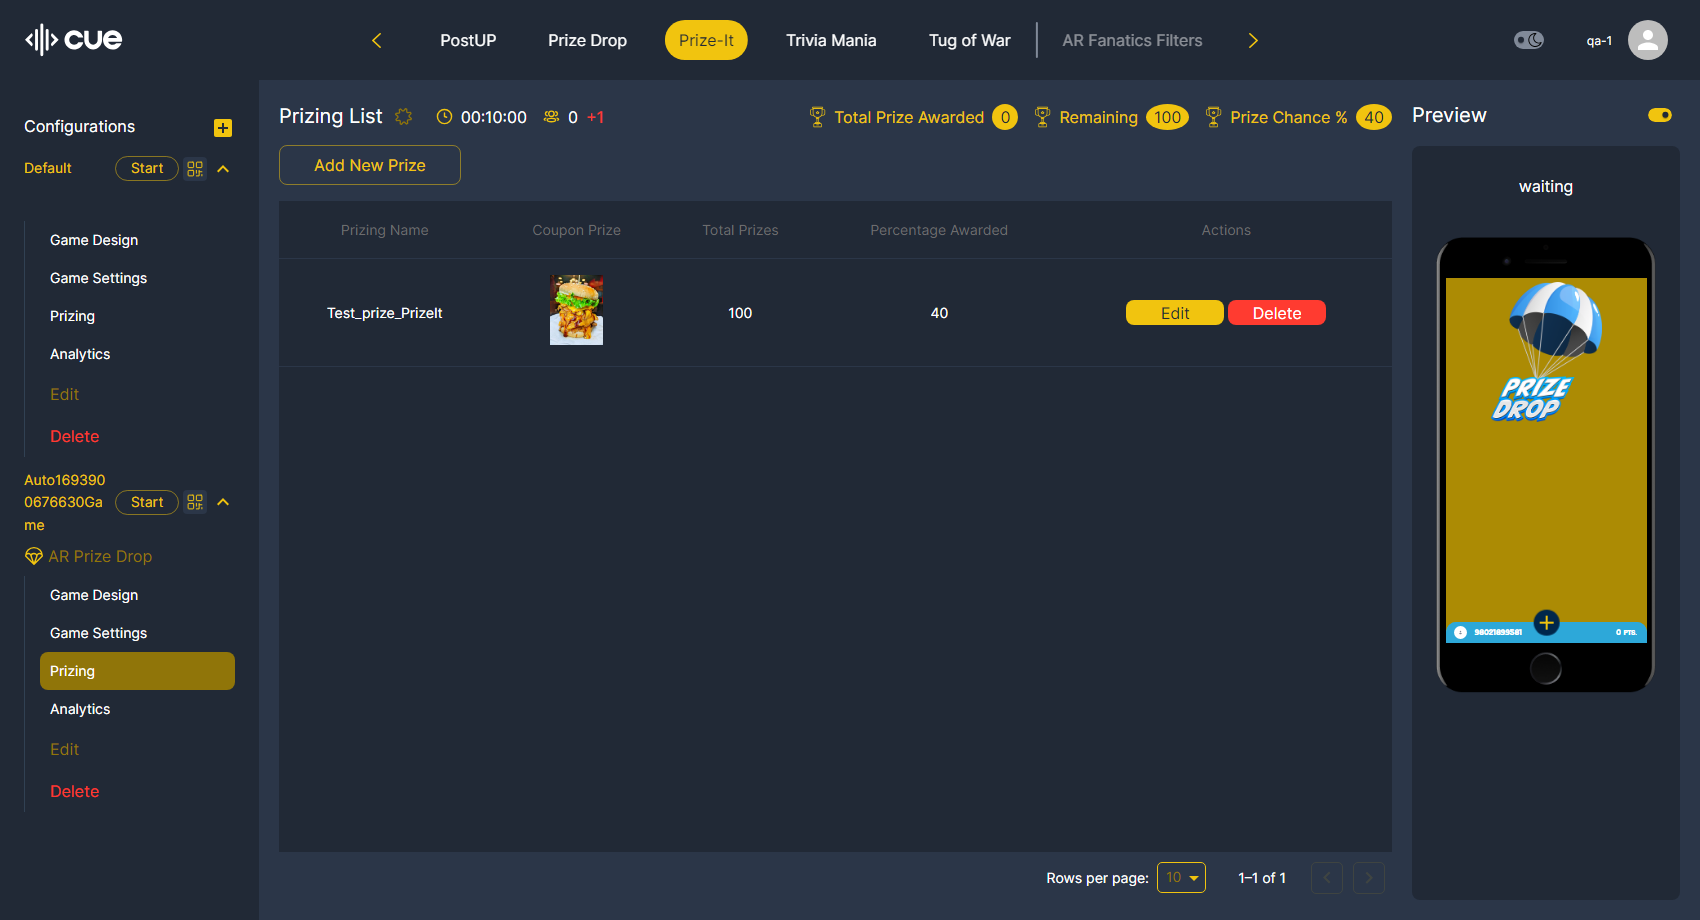 cue
PostUP
Prize Drop
Prize-It
Trivia Mania
Tug of War
AR Fanatics Filters
qa-1
Configurations
Default
Start
Game Design
Game Settings
Prizing
Analytics
Edit
Delete
Auto169390
0676630Ga
me
Start
AR Prize Drop
Game Design
Game Settings
Prizing
Analytics
Edit
Delete
Prizing List
00:10:00
0 +1
Total Prize Awarded 0
Remaining 100
Prize Chance % 40
Add New Prize
Prizing Name
Coupon Prize
Total Prizes
Percentage Awarded
Actions
Test_prize_PrizeIt
100
40
Edit
Delete
Rows per page: 10
1–1 of 1
Preview
waiting
PRIZE
DROP
98021699581
0 PTS.